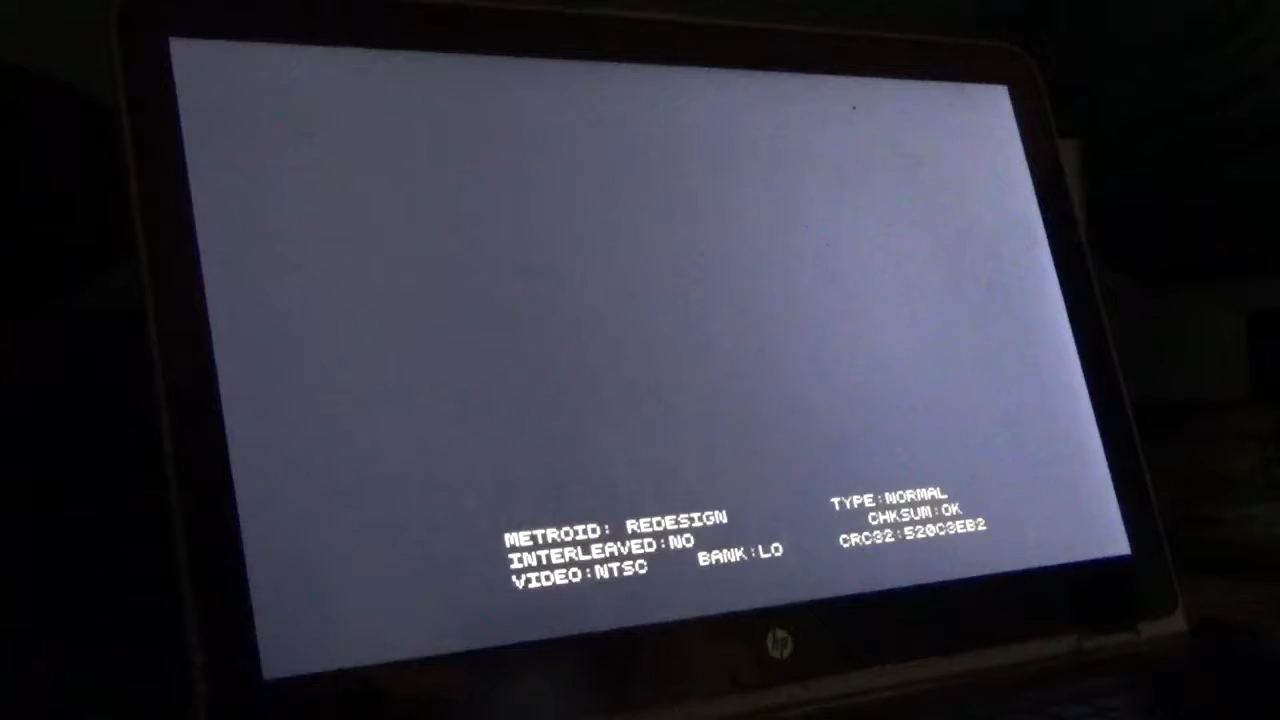 METROID: REDESIGN TYPE:NORMAL
INTERLEAVED:NO CHKSUM:OK
VIDEO:NTSC BANK:LO CRC32:520C3EB2
hp